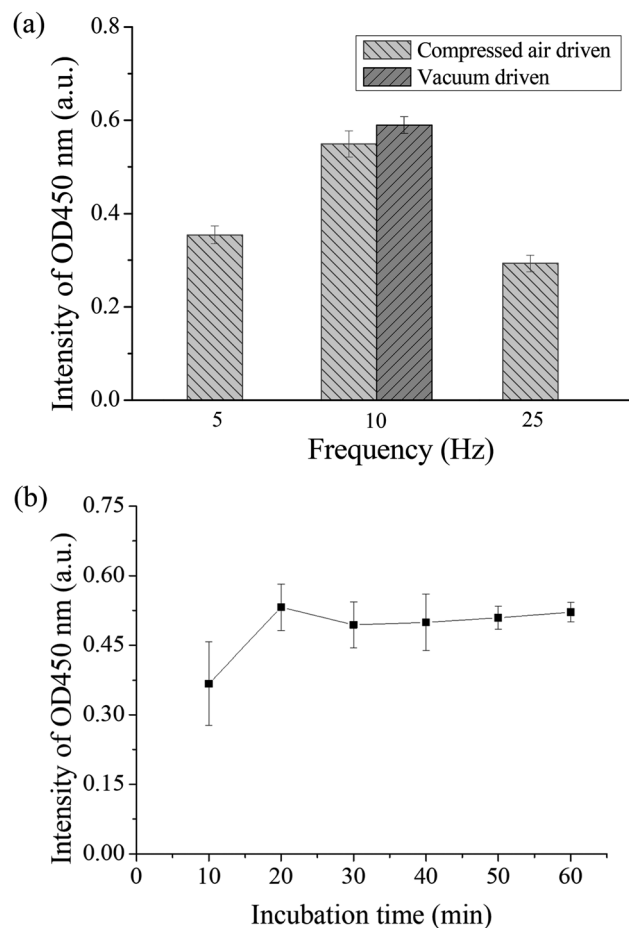 (a)
0.8
0.6
0.4
0.2
0.0
Intensity of OD450 nm (a.u.)
Compressed air driven
Vacuum driven
5 10 25
Frequency (Hz)
(b)
0.75
0.60
0.45
0.30
0.15
0.00
Intensity of OD450 nm (a.u.)
0 10 20 30 40 50 60
Incubation time (min)